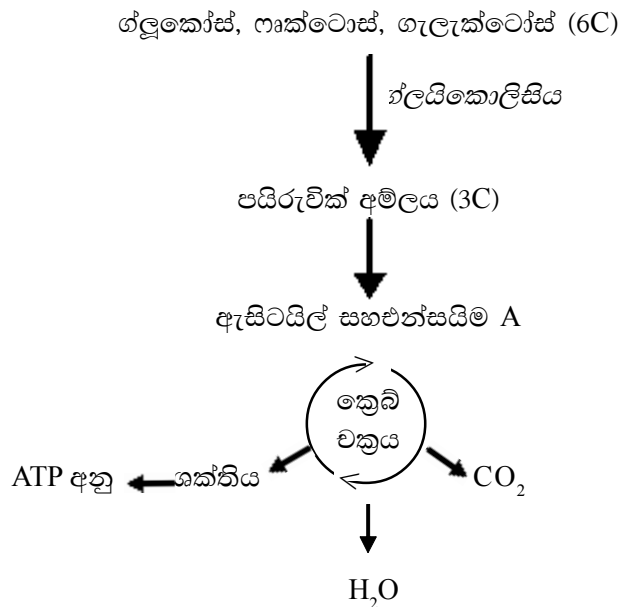 ග්ලූකෝස්, ෆෘක්ටොස්, ගැලැක්ටෝස් (6C)
ග්ලයිකොලිසිය
පයිරුවික් අම්ලය (3C)
ඇසිටයිල් සහඑන්සයිම A
ක්‍රෙබ්
චක්‍රය
ATP අනු ශක්තිය CO₂
H₂O